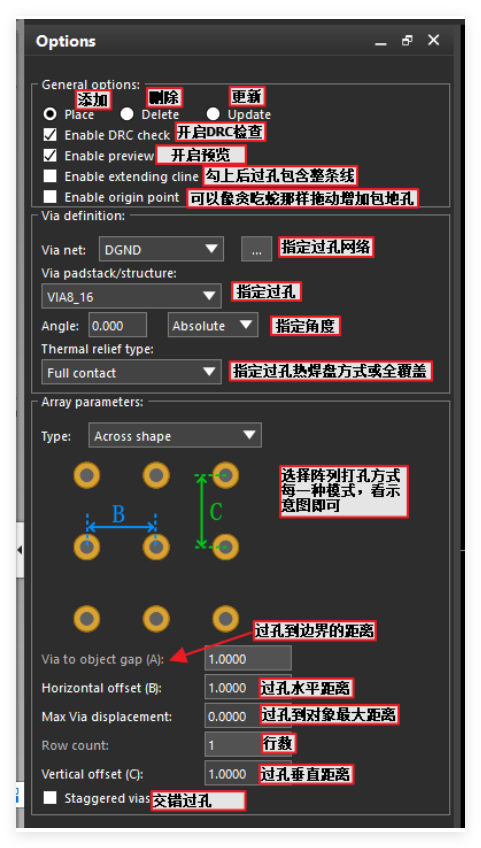 Options
General options:
添加 删除 更新
Place Delete Update
Enable DRC check 开启DRC检查
Enable preview 开启预览
Enable extending cline 勾上后过孔包含整条线
Enable origin point 可以像贪吃蛇那样拖动增加包地孔
Via definition:
Via net: DGND ... 指定过孔网络
Via padstack/structure:
VIA8_16 指定过孔
Angle: 0.000 Absolute 指定角度
Thermal relief type:
Full contact 指定过孔热焊盘方式或全覆盖
Array parameters:
Type: Across shape
选择阵列打孔方式
每一种模式，看示
意图即可
B C
过孔到边界的距离
Via to object gap (A): 1.0000
Horizontal offset (B): 1.0000 过孔水平距离
Max Via displacement: 0.0000 过孔到对象最大距离
Row count: 1 行数
Vertical offset (C): 1.0000 过孔垂直距离
Staggered vias 交错过孔